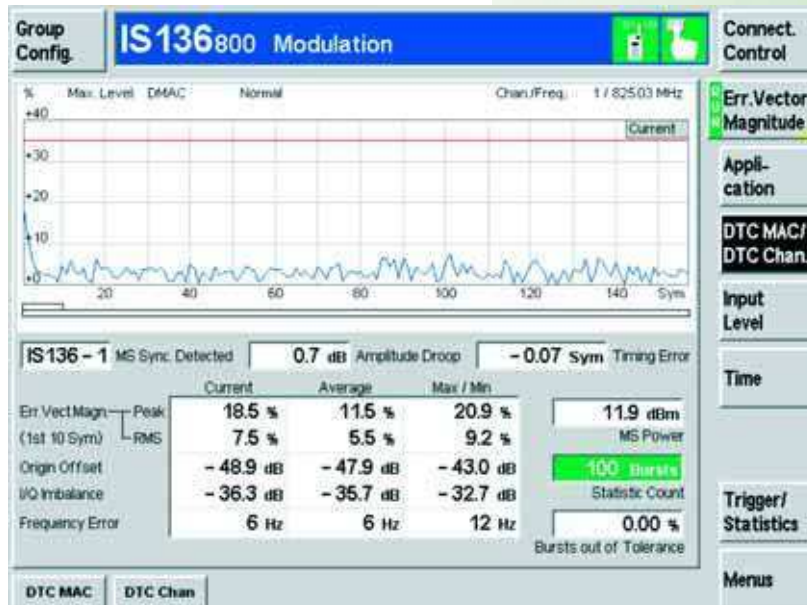 Group
Config.
IS136800 Modulation
Connect.
Control
% Max. Level DMAC Normal Chan./Freq. 1 / 825.03 MHz
+40
Current
+30
+20
+10
+0
20 40 60 80 100 120 140 Sym
RUN
Err.Vector
Magnitude
Appli-
cation
DTC MAC/
DTC Chan.
Input
Level
Time
Trigger/
Statistics
Menus
IS136 - 1 MS Sync. Detected 0.7 dB Amplitude Droop - 0.07 Sym Timing Error
Current Average Max / Min
Err.Vect.Magn. Peak 18.5 % 11.5 % 20.9 %
(1st 10 Sym) RMS 7.5 % 5.5 % 9.2 %
Origin Offset - 48.9 dB - 47.9 dB - 43.0 dB
I/Q Imbalance - 36.3 dB - 35.7 dB - 32.7 dB
Frequency Error 6 Hz 6 Hz 12 Hz
11.9 dBm
MS Power
100 Bursts
Statistic Count
0.00 %
Bursts out of Tolerance
DTC MAC DTC Chan